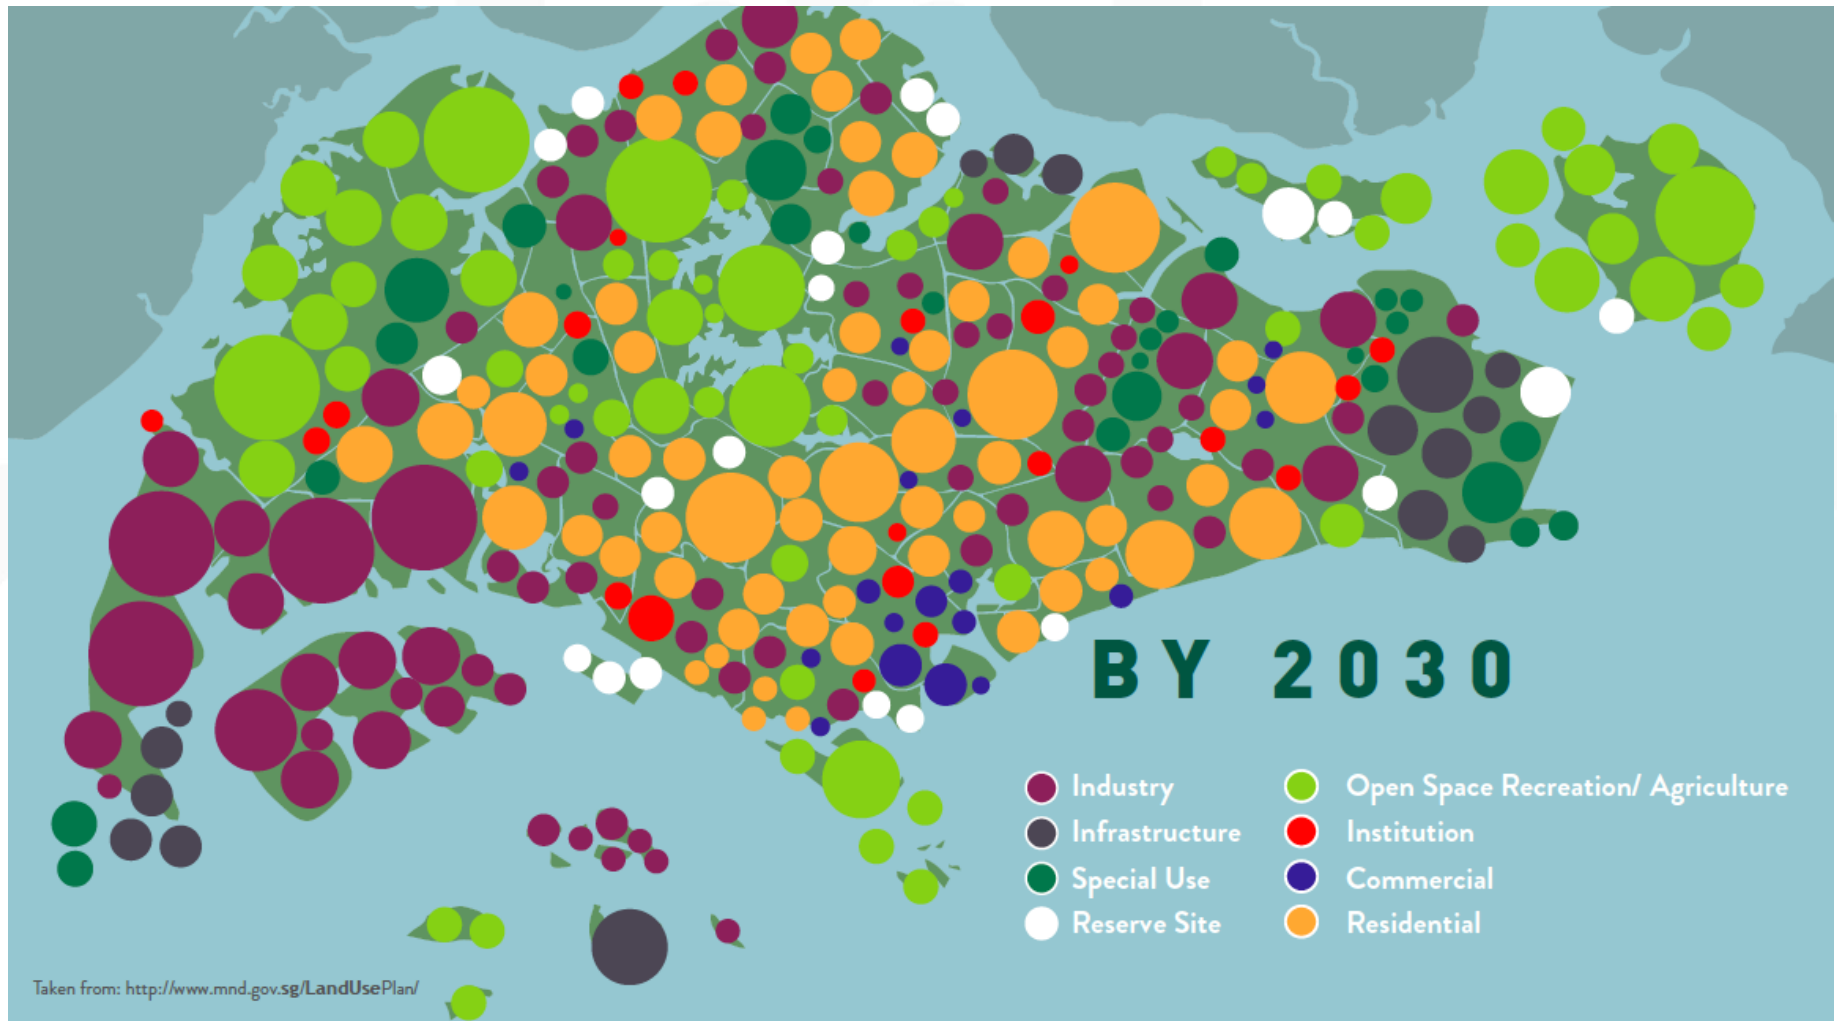 BY 2030
Industry
Infrastructure
Special Use
Reserve Site
Open Space Recreation/ Agriculture
Institution
Commercial
Residential
Taken from: http://www.mnd.gov.sg/LandUsePlan/